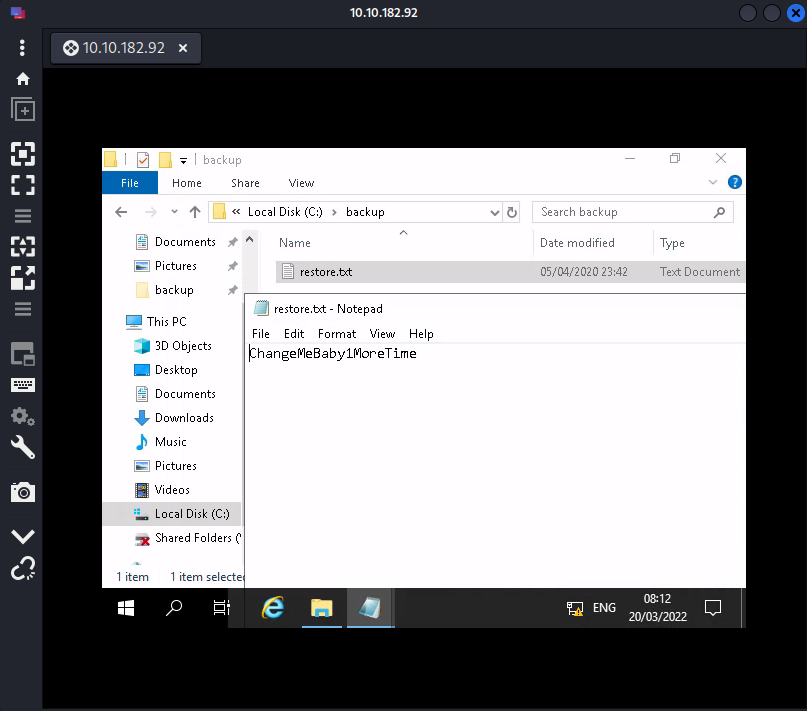 10.10.182.92
10.10.182.92
backup
File Home Share View
« Local Disk (C:) > backup
Search backup
Name Date modified Type
restore.txt 05/04/2020 23:42 Text Document
Documents
Pictures
backup
This PC
3D Objects
Desktop
Documents
Downloads
Music
Pictures
Videos
Local Disk (C:)
Shared Folders ('
1 item 1 item selected
restore.txt - Notepad
File Edit Format View Help
ChangeMeBaby1MoreTime
ENG
08:12
20/03/2022